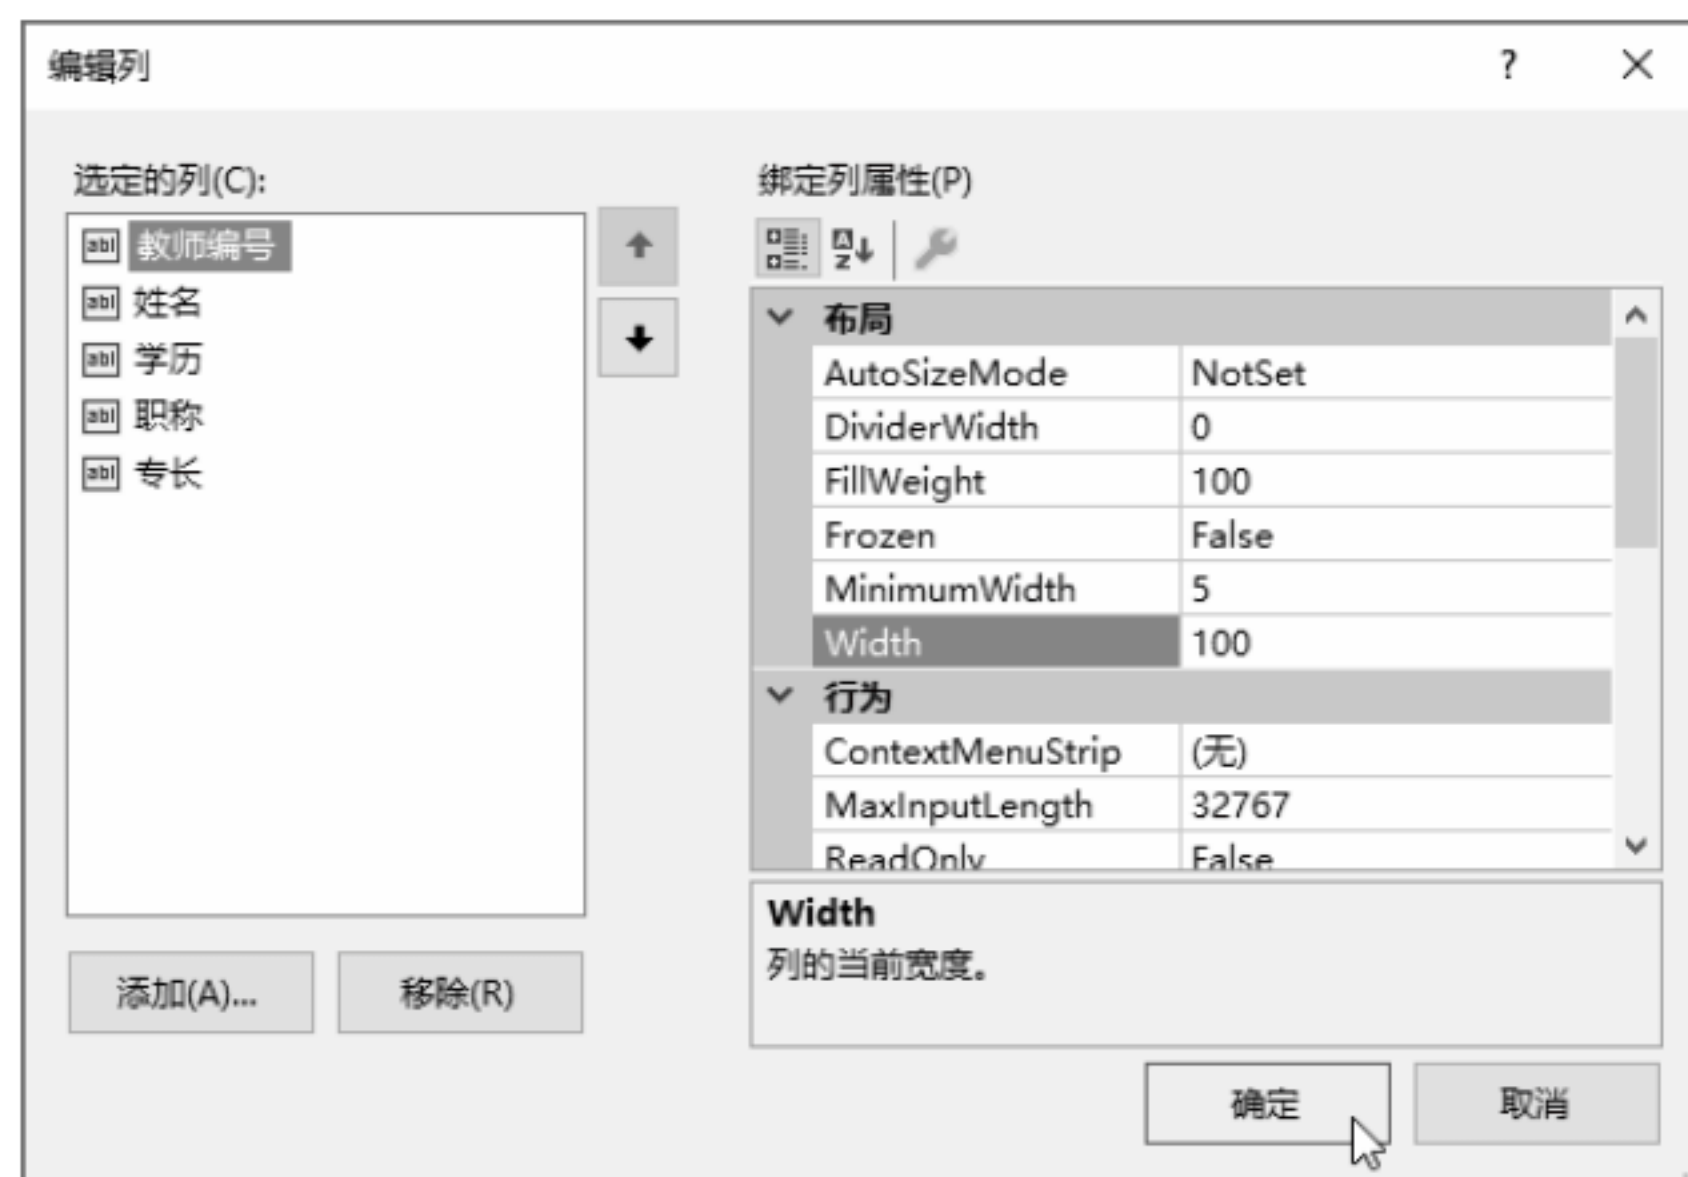 编辑列
?
选定的列(C):
教师编号
姓名
学历
职称
专长
添加(A)...
移除(R)
绑定列属性(P)
布局
AutoSizeMode NotSet
DividerWidth 0
FillWeight 100
Frozen False
MinimumWidth 5
Width 100
行为
ContextMenuStrip (无)
MaxInputLength 32767
ReadOnly False
Width
列的当前宽度。
确定
取消